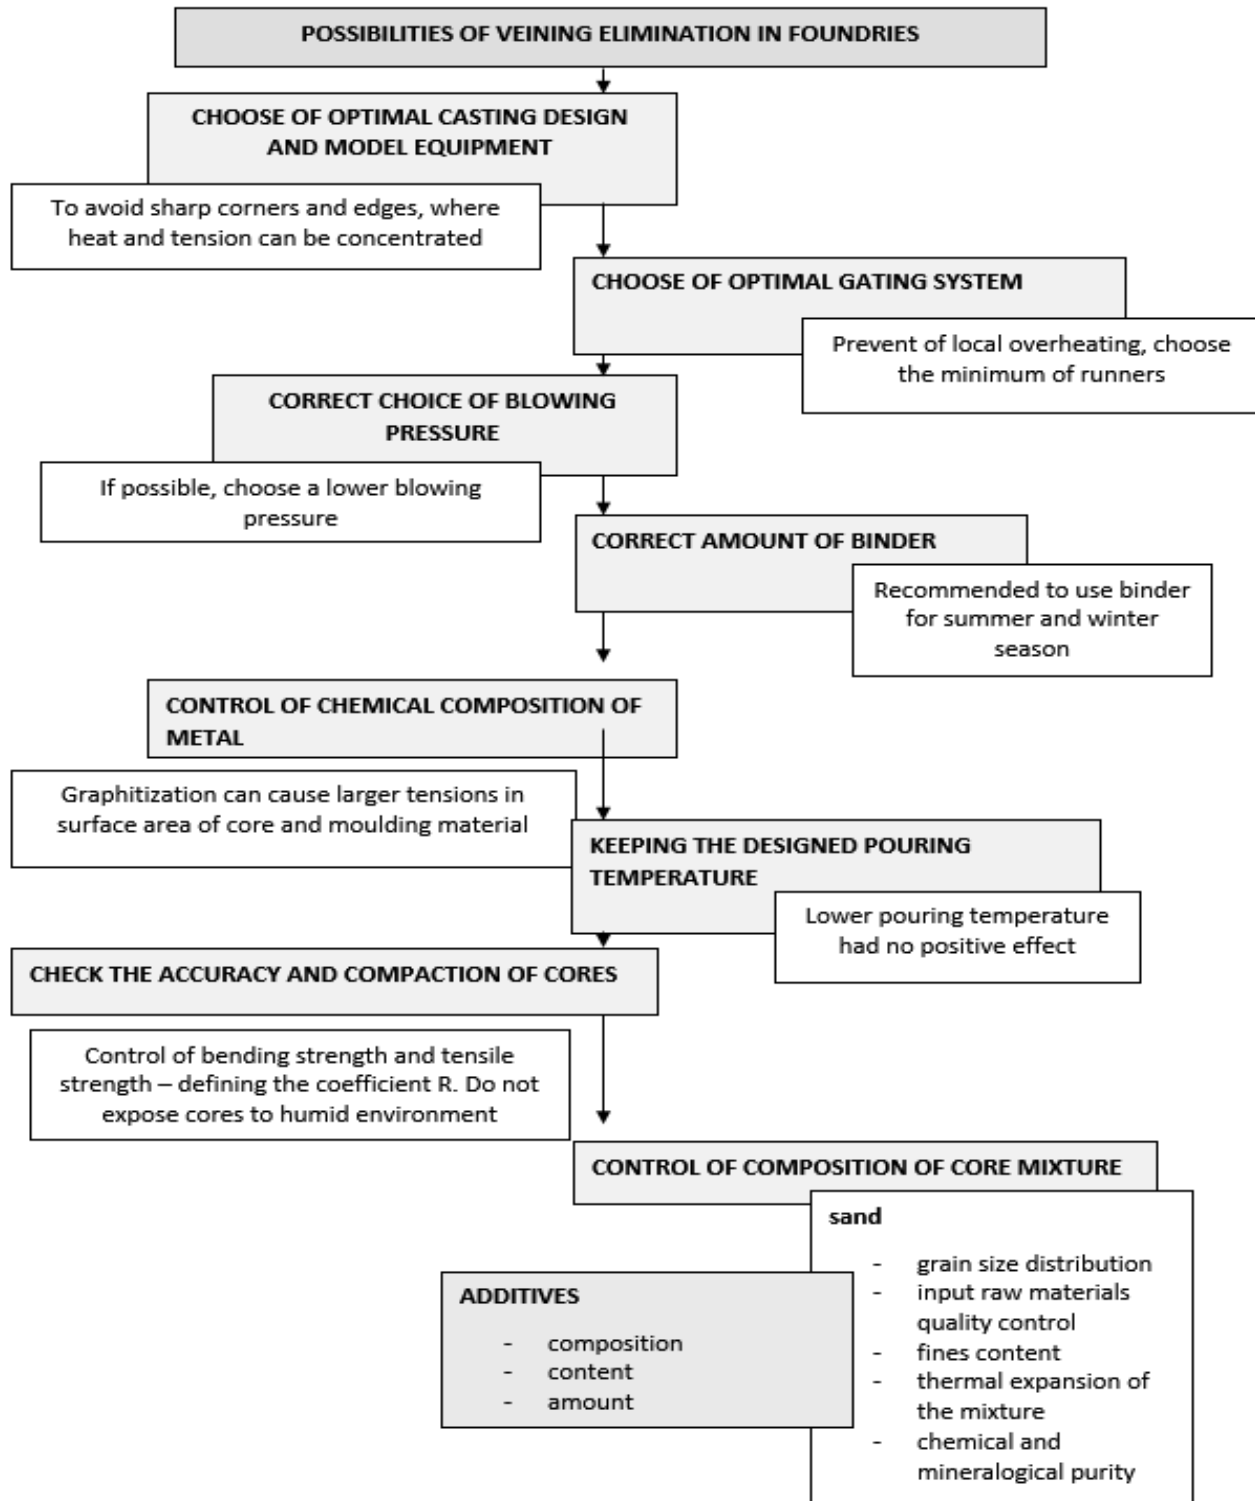 POSSIBILITIES OF VEINING ELIMINATION IN FOUNDRIES
CHOOSE OF OPTIMAL CASTING DESIGN
AND MODEL EQUIPMENT
To avoid sharp corners and edges, where
heat and tension can be concentrated
CHOOSE OF OPTIMAL GATING SYSTEM
Prevent of local overheating, choose
the minimum of runners
CORRECT CHOICE OF BLOWING
PRESSURE
If possible, choose a lower blowing
pressure
CORRECT AMOUNT OF BINDER
Recommended to use binder
for summer and winter
season
CONTROL OF CHEMICAL COMPOSITION OF
METAL
Graphitization can cause larger tensions in
surface area of core and moulding material
KEEPING THE DESIGNED POURING
TEMPERATURE
Lower pouring temperature
had no positive effect
CHECK THE ACCURACY AND COMPACTION OF CORES
Control of bending strength and tensile
strength – defining the coefficient R. Do not
expose cores to humid environment
CONTROL OF COMPOSITION OF CORE MIXTURE
sand
- grain size distribution
- input raw materials
quality control
- fines content
- thermal expansion of
the mixture
- chemical and
mineralogical purity
ADDITIVES
- composition
- content
- amount